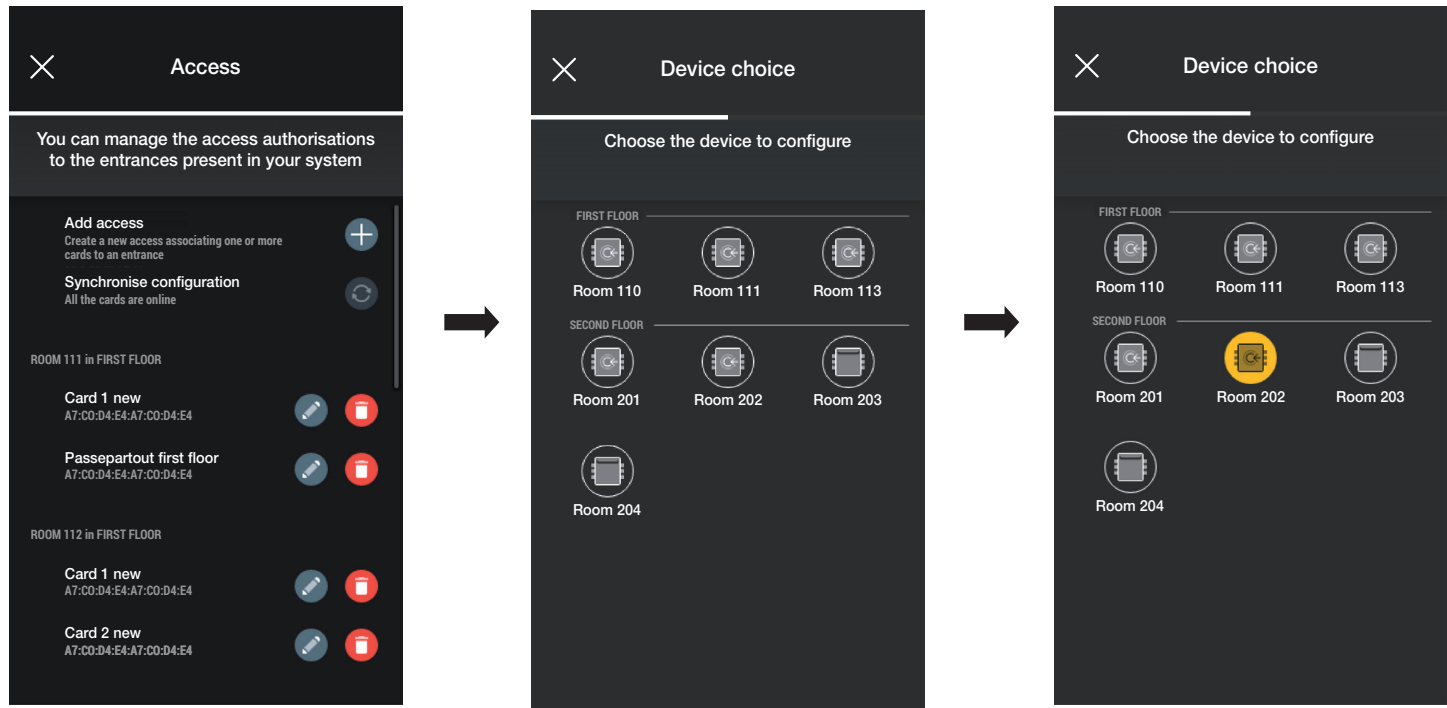 Access
You can manage the access authorisations
to the entrances present in your system
Add access
Create a new access associating one or more
cards to an entrance
Synchronise configuration
All the cards are online
ROOM 111 in FIRST FLOOR
Card 1 new
A7:C0:D4:E4:A7:C0:D4:E4
Passepartout first floor
A7:C0:D4:E4:A7:C0:D4:E4
ROOM 112 in FIRST FLOOR
Card 1 new
A7:C0:D4:E4:A7:C0:D4:E4
Card 2 new
A7:C0:D4:E4:A7:C0:D4:E4
Device choice
Choose the device to configure
FIRST FLOOR
Room 110 Room 111 Room 113
SECOND FLOOR
Room 201 Room 202 Room 203
Room 204
Device choice
Choose the device to configure
FIRST FLOOR
Room 110 Room 111 Room 113
SECOND FLOOR
Room 201 Room 202 Room 203
Room 204